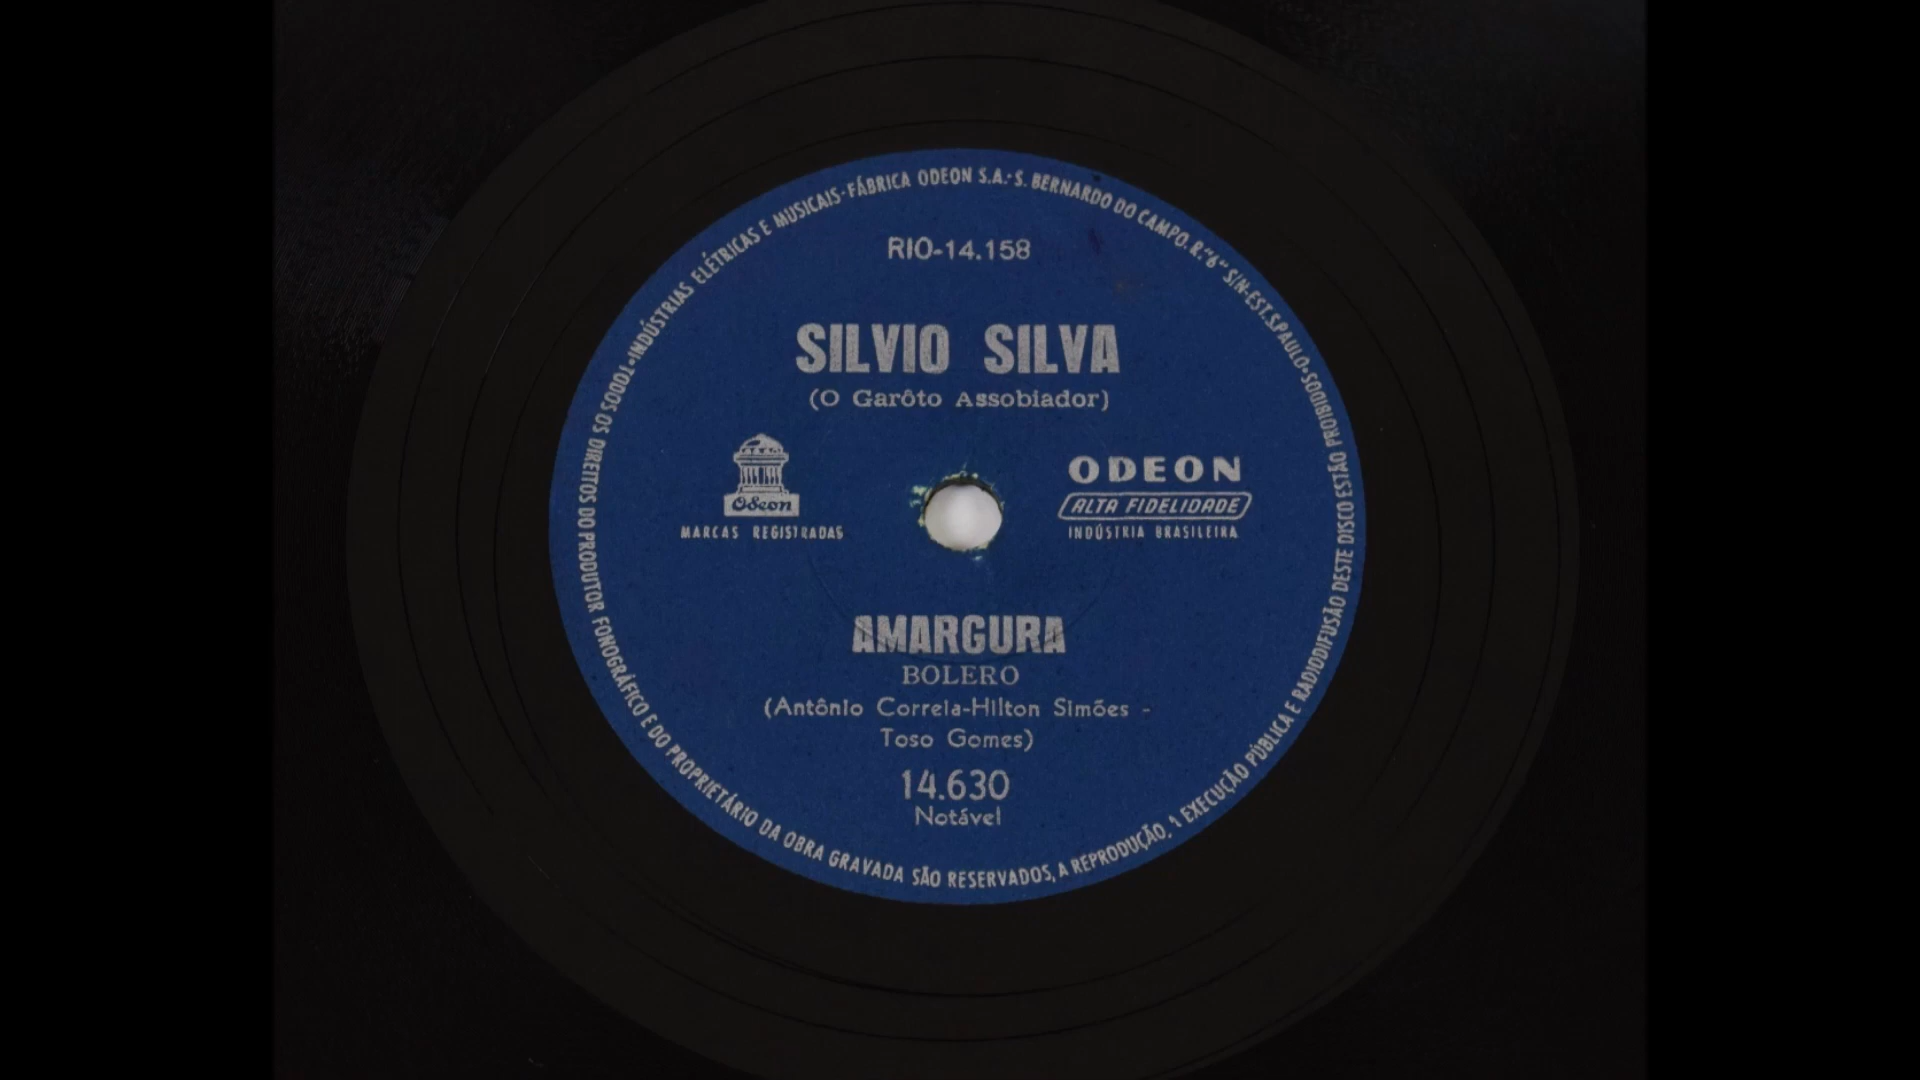 TODOS OS DIREITOS DO PRODUTOR FONOGRÁFICO E DO PROPRIETÁRIO DA OBRA GRAVADA SÃO RESERVADOS, A REPRODUÇÃO, A EXECUÇÃO PÚBLICA E RADIODIFUSÃO DESTE DISCO ESTÃO PROIBIDOS•INDÚSTRIAS ELÉTRICAS E MUSICAIS-FÁBRICA ODEON S.A.-S. BERNARDO DO CAMPO. R."6" S/N-EST.S.PAULO•
RIO-14.158
SILVIO SILVA
(O Garôto Assobiador)
Odeon
MARCAS REGISTRADAS
ODEON
ALTA FIDELIDADE
INDÚSTRIA BRASILEIRA
AMARGURA
BOLERO
(Antônio Correia-Hilton Simões -
Toso Gomes)
14.630
Notável